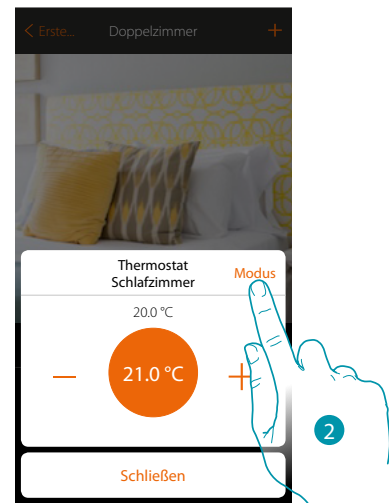 < Erste... Doppelzimmer +
Thermostat
Schlafzimmer
Modus
20.0 °C
— 21.0 °C +
2
Schließen